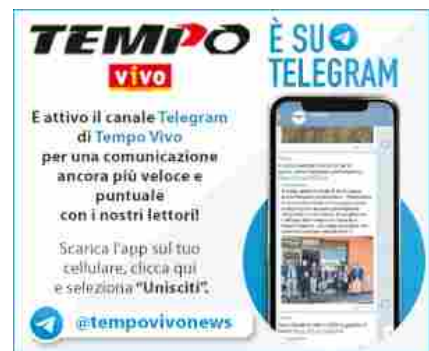 TEMPO
vivo
È SU
TELEGRAM
È attivo il canale Telegram
di Tempo Vivo
per una comunicazione
ancora più veloce e
puntuale
con i nostri lettori!
Scarica l'app sul tuo
cellulare, clicca qui
e seleziona "Unisciti".
@tempovivonews